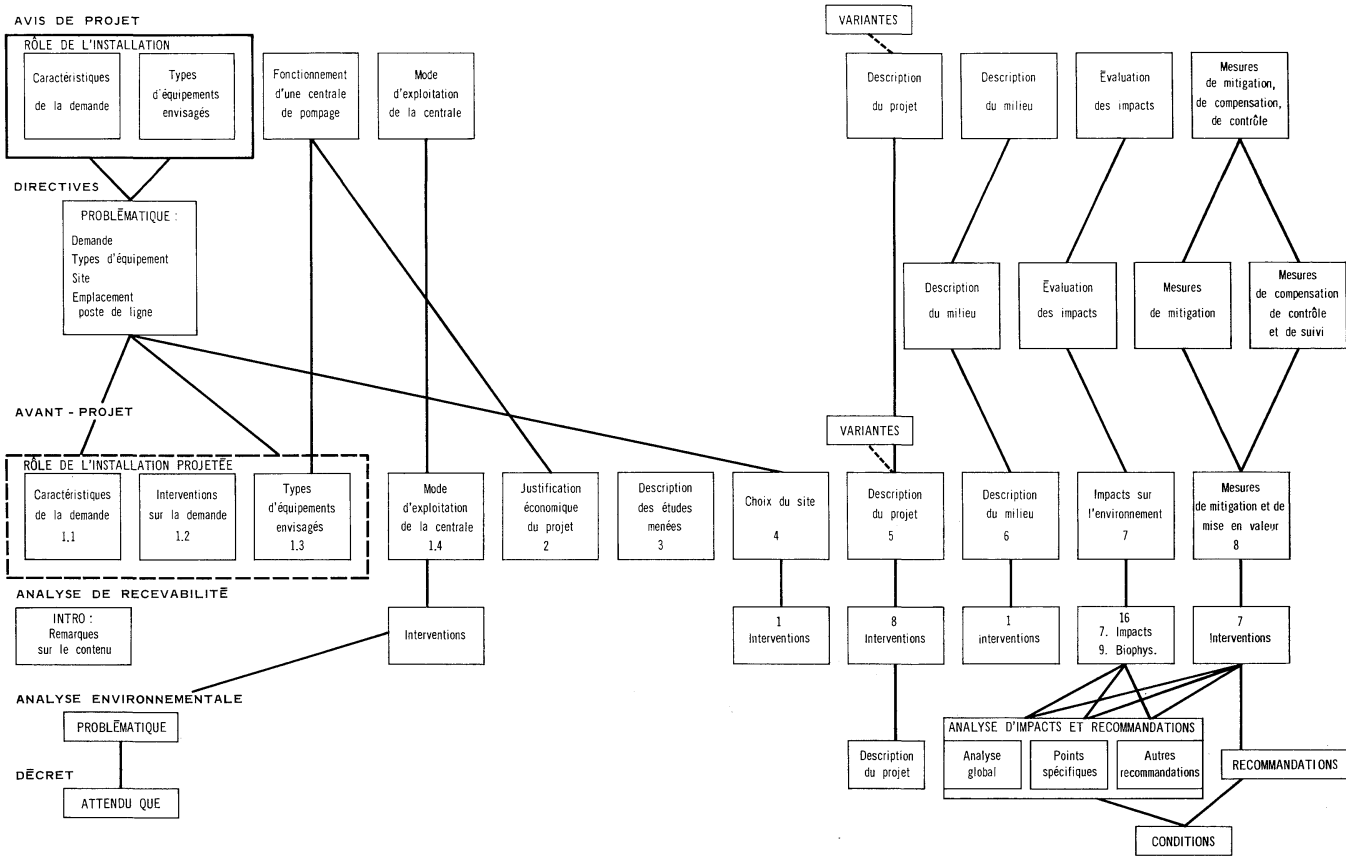 AVIS DE PROJET
RÔLE DE L'INSTALLATION
Caractéristiques
de la demande
Types
d'équipements
envisagés
Fonctionnement
d'une centrale
de pompage
Mode
d'exploitation
de la centrale
VARIANTES
Description
du projet
Description
du milieu
Ēvaluation
des impacts
Mesures
de mitigation,
de compensation,
de contrôle
DIRECTIVES
PROBLĒMATIQUE :
Demande
Types d'équipement
Site
Emplacement
poste de ligne
Description
du milieu
Ēvaluation
des impacts
Mesures
de mitigation
Mesures
de compensation
de contrôle
et de suivi
AVANT - PROJET
VARIANTES
RÔLE DE L'INSTALLATION PROJETĒE
Caractéristiques
de la demande
1.1
Interventions
sur la demande
1.2
Types
d'équipements
envisagés
1.3
Mode
d'exploitation
de la centrale
1.4
Justification
économique
du projet
2
Description
des études
menées
3
Choix du site
4
Description
du projet
5
Description
du milieu
6
Impacts sur
l'environnement
7
Mesures
de mitigation et de
mise en valeur
8
ANALYSE DE RECEVABILITĒ
INTRO :
Remarques
sur le contenu
Interventions
1
Interventions
8
Interventions
1
interventions
16
7. Impacts
9. Biophys.
7
Interventions
ANALYSE ENVIRONNEMENTALE
PROBLĒMATIQUE
Description
du projet
ANALYSE D'IMPACTS ET RECOMMANDATIONS
Analyse
global
Points
spécifiques
Autres
recommandations
RECOMMANDATIONS
DĒCRET
ATTENDU QUE
CONDITIONS